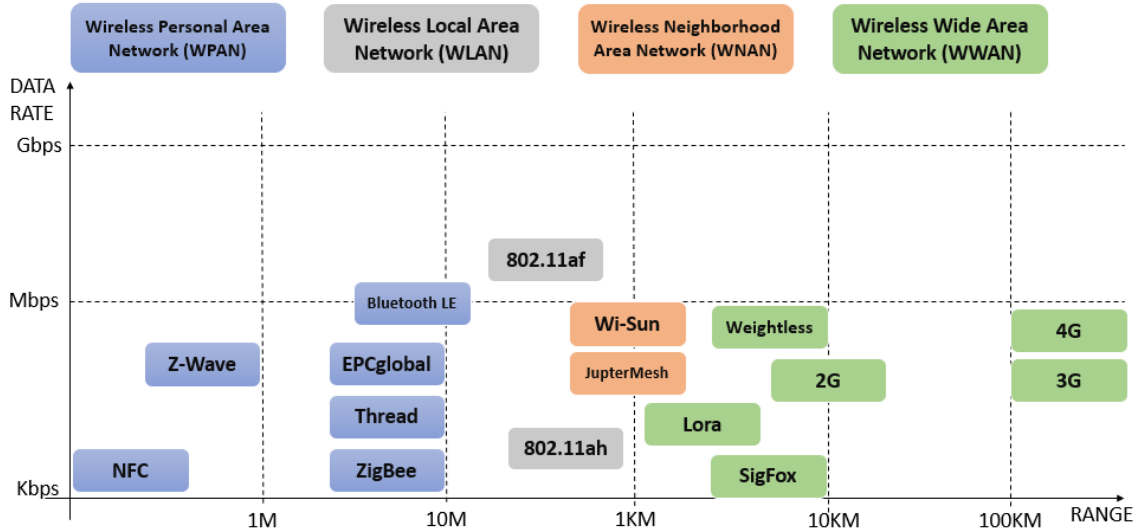 Wireless Personal Area
Network (WPAN)
Wireless Local Area
Network (WLAN)
Wireless Neighborhood
Area Network (WNAN)
Wireless Wide Area
Network (WWAN)
DATA
RATE
Gbps
802.11af
Mbps
Bluetooth LE
Wi-Sun
Weightless
4G
Z-Wave
EPCglobal
JupterMesh
2G
3G
Thread
Lora
802.11ah
NFC
ZigBee
SigFox
Kbps
1M
10M
1KM
10KM
100KM
RANGE